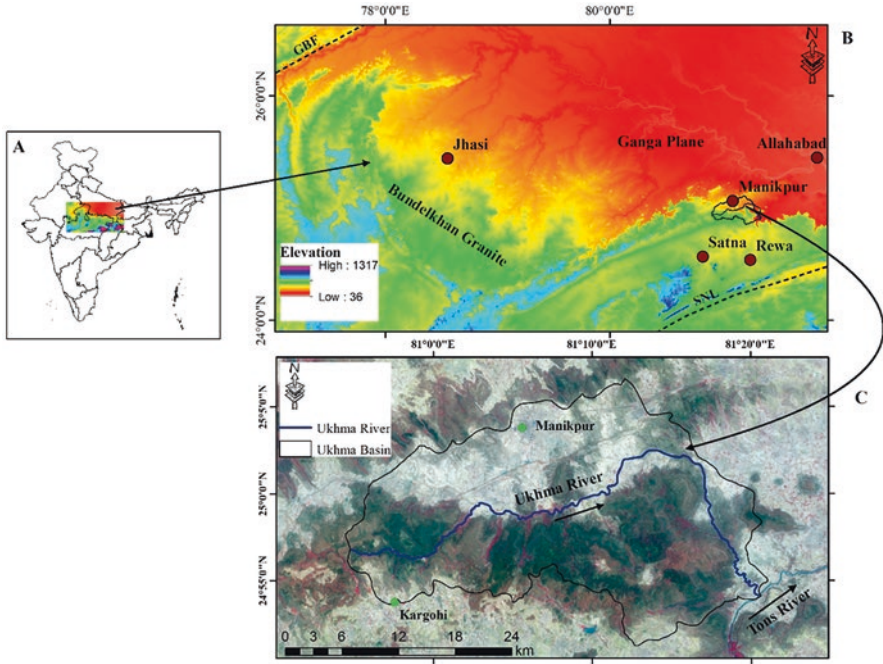 A
78°0'0"E
80°0'0"E
26°0'0"N
24°0'0"N
GBF
N
B
Jhasi
Ganga Plane
Allahabad
Manikpur
Bundelkhan Granite
Satna
Rewa
SNL
Elevation
High : 1317
Low : 36
81°0'0"E
81°10'0"E
81°20'0"E
25°5'0"N
25°0'0"N
24°55'0"N
N
C
Ukhma River
Ukhma Basin
Manikpur
Ukhma River
Kargohi
Tons River
0 3 6 12 18 24
km